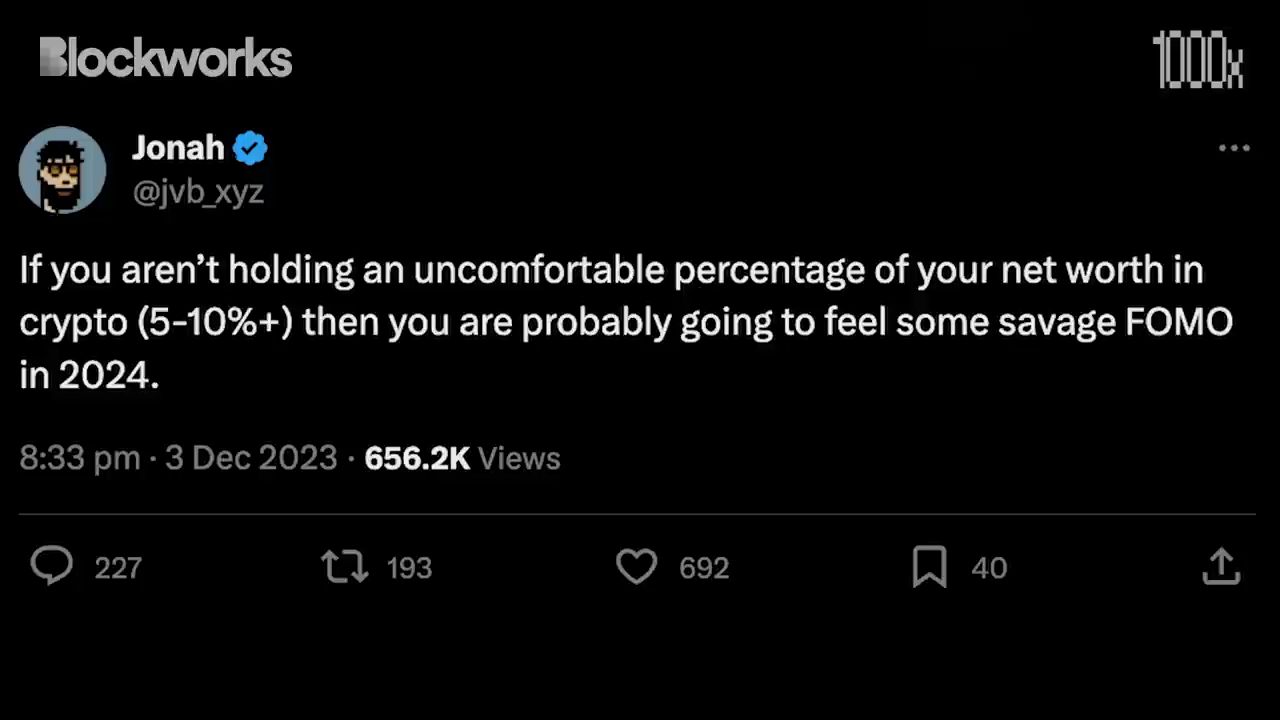 Blockworks
1000x
Jonah
@jvb_xyz
If you aren’t holding an uncomfortable percentage of your net worth in
crypto (5-10%+) then you are probably going to feel some savage FOMO
in 2024.
8:33 pm · 3 Dec 2023 · 656.2K Views
227
193
692
40